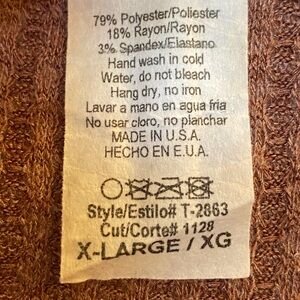 79% Polyester/Poliester
18% Rayon/Rayon
3% Spandex/Elastano
Hand wash in cold
Water, do not bleach
Hang dry, no iron
Lavar a mano en agua fria
No usar cloro, no planchar
MADE IN U.S.A.
HECHO EN E.U.A.
Style/Estilo# T-2863
Cut/Corte# 1128
X-LARGE / XG